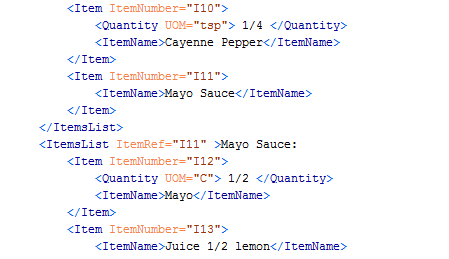 <Item ItemNumber="I10">
<Quantity UOM="tsp"> 1/4 </Quantity>
<ItemName>Cayenne Pepper</ItemName>
</Item>
<Item ItemNumber="I11">
<ItemName>Mayo Sauce</ItemName>
</Item>
</ItemsList>
<ItemsList ItemRef="I11" >Mayo Sauce:
<Item ItemNumber="I12">
<Quantity UOM="C"> 1/2 </Quantity>
<ItemName>Mayo</ItemName>
</Item>
<Item ItemNumber="I13">
<ItemName>Juice 1/2 lemon</ItemName>